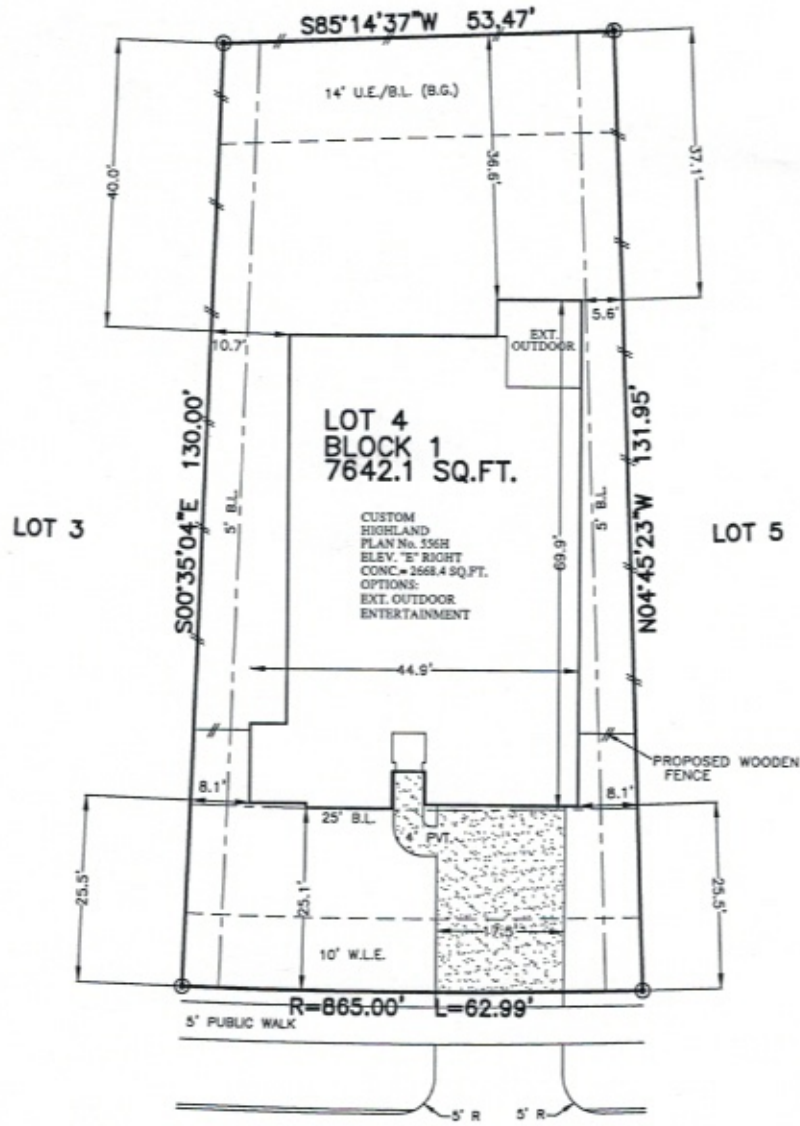 S85°14'37"W 53.47'
14' U.E./B.L. (B.G.)
40.0'
36.6'
37.1'
5.6'
EXT.
OUTDOOR
10.7'
LOT 4
BLOCK 1
7642.1 SQ.FT.
S00°35'04"E 130.00'
N04°45'23"W 131.95'
LOT 3
LOT 5
5' B.L.
5' B.L.
CUSTOM
HIGHLAND
PLAN No. 556H
ELEV. "E" RIGHT
CONC.= 2668.4 SQ.FT.
OPTIONS:
EXT. OUTDOOR
ENTERTAINMENT
69.9'
44.9'
PROPOSED WOODEN
FENCE
8.1'
8.1'
25' B.L.
4' PVT.
25.5'
25.1'
25.5'
17.5'
10' W.L.E.
R=865.00' L=62.99'
5' PUBLIC WALK
5' R
5' R